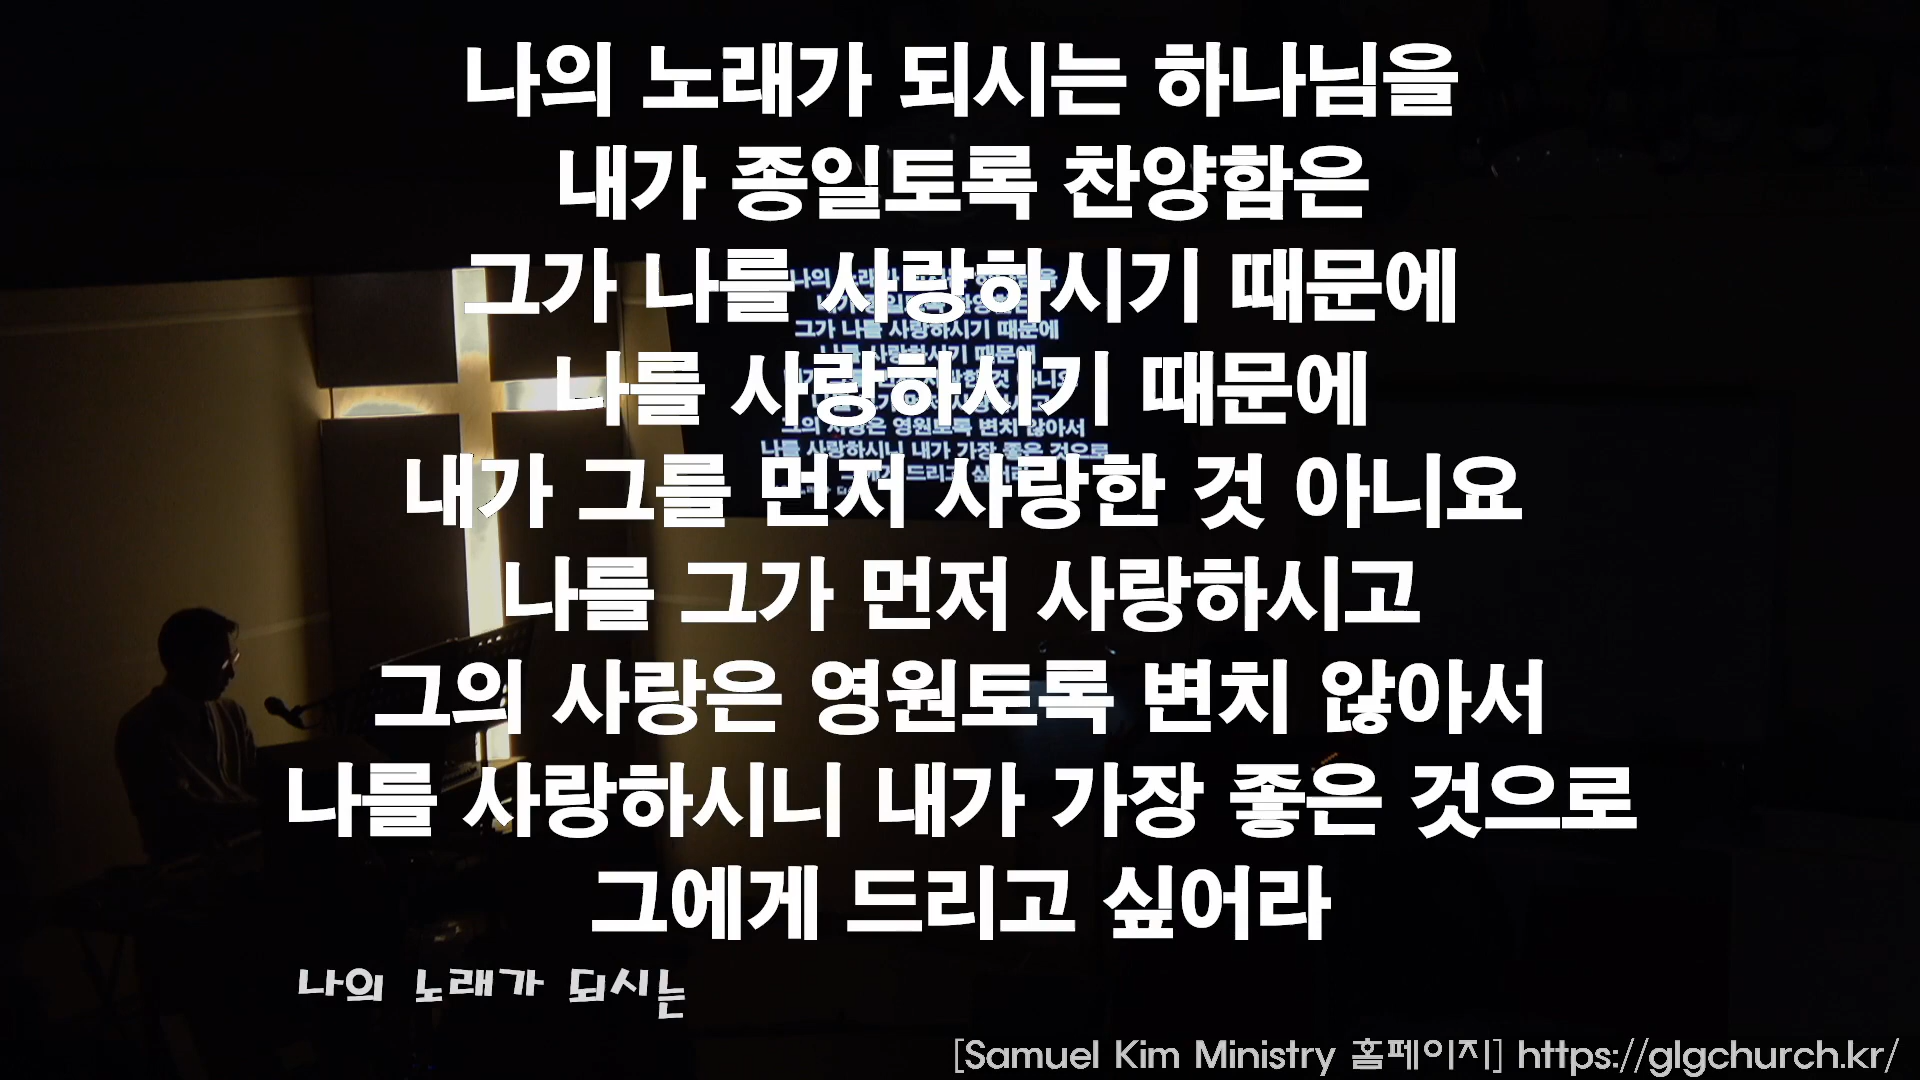 나의 노래가 되시는 하나님을
내가 종일토록 찬양함은
그가 나를 사랑하시기 때문에
나를 사랑하시기 때문에
내가 그를 먼저 사랑한 것 아니요
나를 그가 먼저 사랑하시고
그의 사랑은 영원토록 변치 않아서
나를 사랑하시니 내가 가장 좋은 것으로
그에게 드리고 싶어라
나의 노래가 되시는
[Samuel Kim Ministry 홈페이지] https://glgchurch.kr/